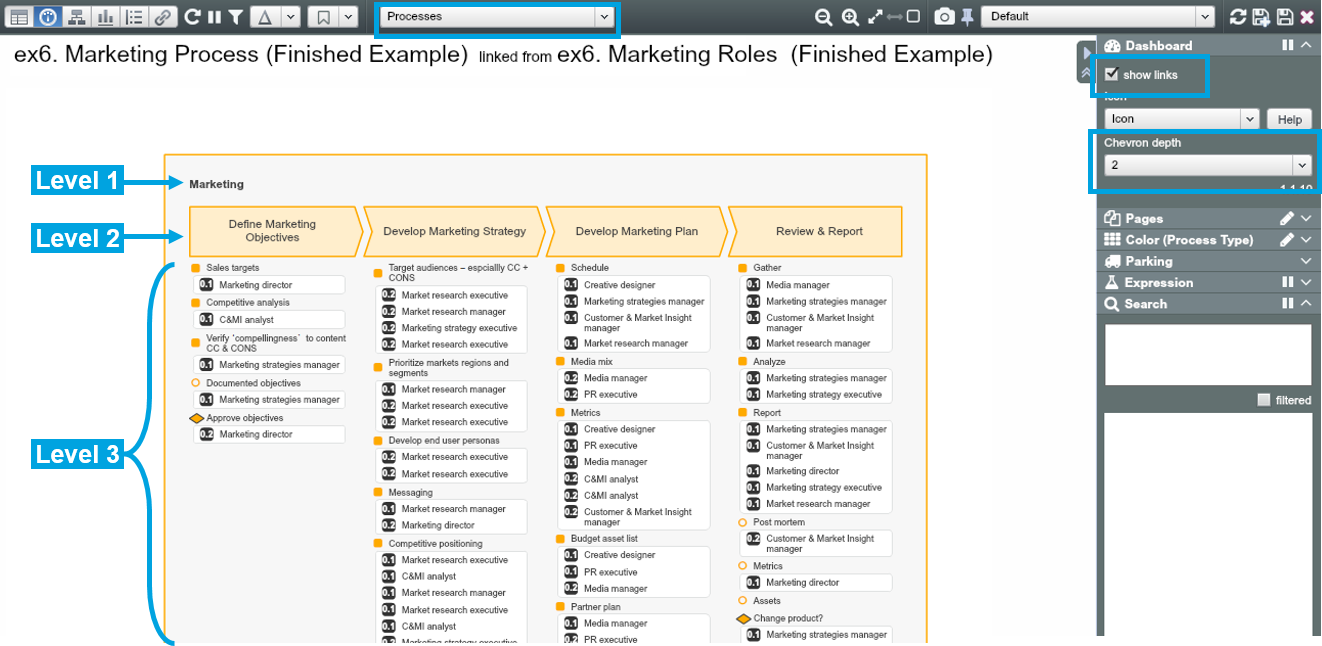 Processes
Default
ex6. Marketing Process (Finished Example) linked from ex6. Marketing Roles (Finished Example)
Level 1
Marketing
Level 2
Define Marketing
Objectives
Develop Marketing Strategy
Develop Marketing Plan
Review & Report
Level 3
Sales targets
0.1 Marketing director
Competitive analysis
0.1 C&MI analyst
Verify `compellingness` to content
CC & CONS
0.1 Marketing strategies manager
Documented objectives
0.1 Marketing strategies manager
Approve objectives
0.2 Marketing director
Target audiences – espciallly CC +
CONS
0.2 Market research executive
0.2 Market research manager
0.2 Marketing strategy executive
0.2 Market research executive
Prioritize markets regions and
segments
0.1 Market research manager
0.2 Market research executive
0.2 Market research executive
Develop end user personas
0.2 Market research executive
0.2 Market research executive
Messaging
0.1 Market research manager
0.2 Marketing director
Competitive positioning
0.1 Market research executive
0.1 C&MI analyst
0.1 Market research manager
0.1 Market research executive
0.1 C&MI analyst
0.1 Marketing strategy executive
Schedule
0.1 Creative designer
0.1 Marketing strategies manager
0.1 Customer & Market Insight
manager
0.1 Market research manager
Media mix
0.2 Media manager
0.2 PR executive
Metrics
0.1 Creative designer
0.1 PR executive
0.1 Media manager
0.2 C&MI analyst
0.2 C&MI analyst
0.2 Customer & Market Insight
manager
Budget asset list
0.1 Creative designer
0.1 PR executive
0.2 Media manager
Partner plan
0.1 Media manager
0.2 PR executive
Gather
0.1 Media manager
0.1 Marketing strategies manager
0.1 Customer & Market Insight
manager
0.1 Market research manager
Analyze
0.1 Marketing strategies manager
0.1 Marketing strategy executive
Report
0.1 Marketing strategies manager
0.1 Customer & Market Insight
manager
0.1 Marketing director
0.1 Marketing strategy executive
0.1 Market research manager
Post mortem
0.2 Customer & Market Insight
manager
Metrics
0.1 Marketing director
Assets
Change product?
0.1 Marketing strategies manager
Dashboard
show links
Icon
Icon
Help
Chevron depth
2
1.1.10
Pages
Color (Process Type)
Parking
Expression
Search
filtered